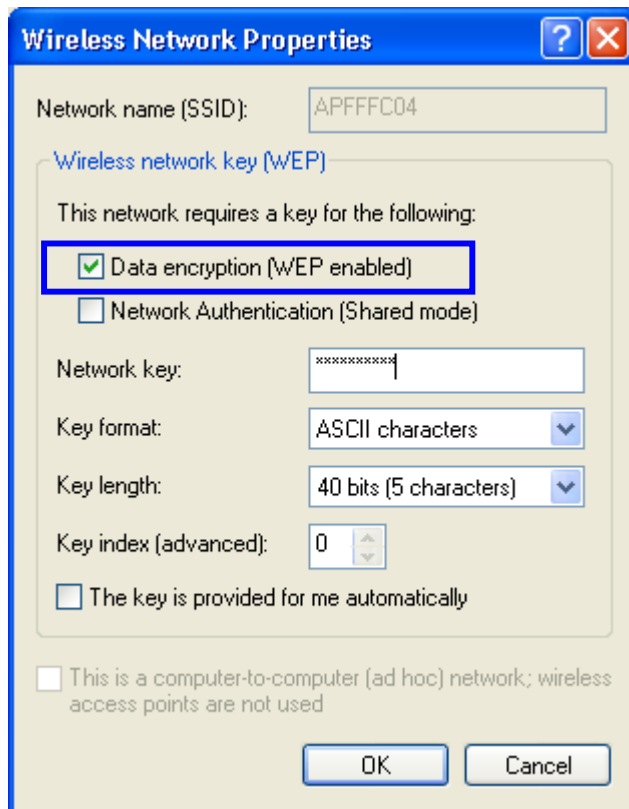 Wireless Network Properties
Network name (SSID): APFFFC04
Wireless network key (WEP)
This network requires a key for the following:
Data encryption (WEP enabled)
Network Authentication (Shared mode)
Network key: **********
Key format: ASCII characters
Key length: 40 bits (5 characters)
Key index (advanced): 0
The key is provided for me automatically
This is a computer-to-computer (ad hoc) network; wireless
access points are not used
OK Cancel